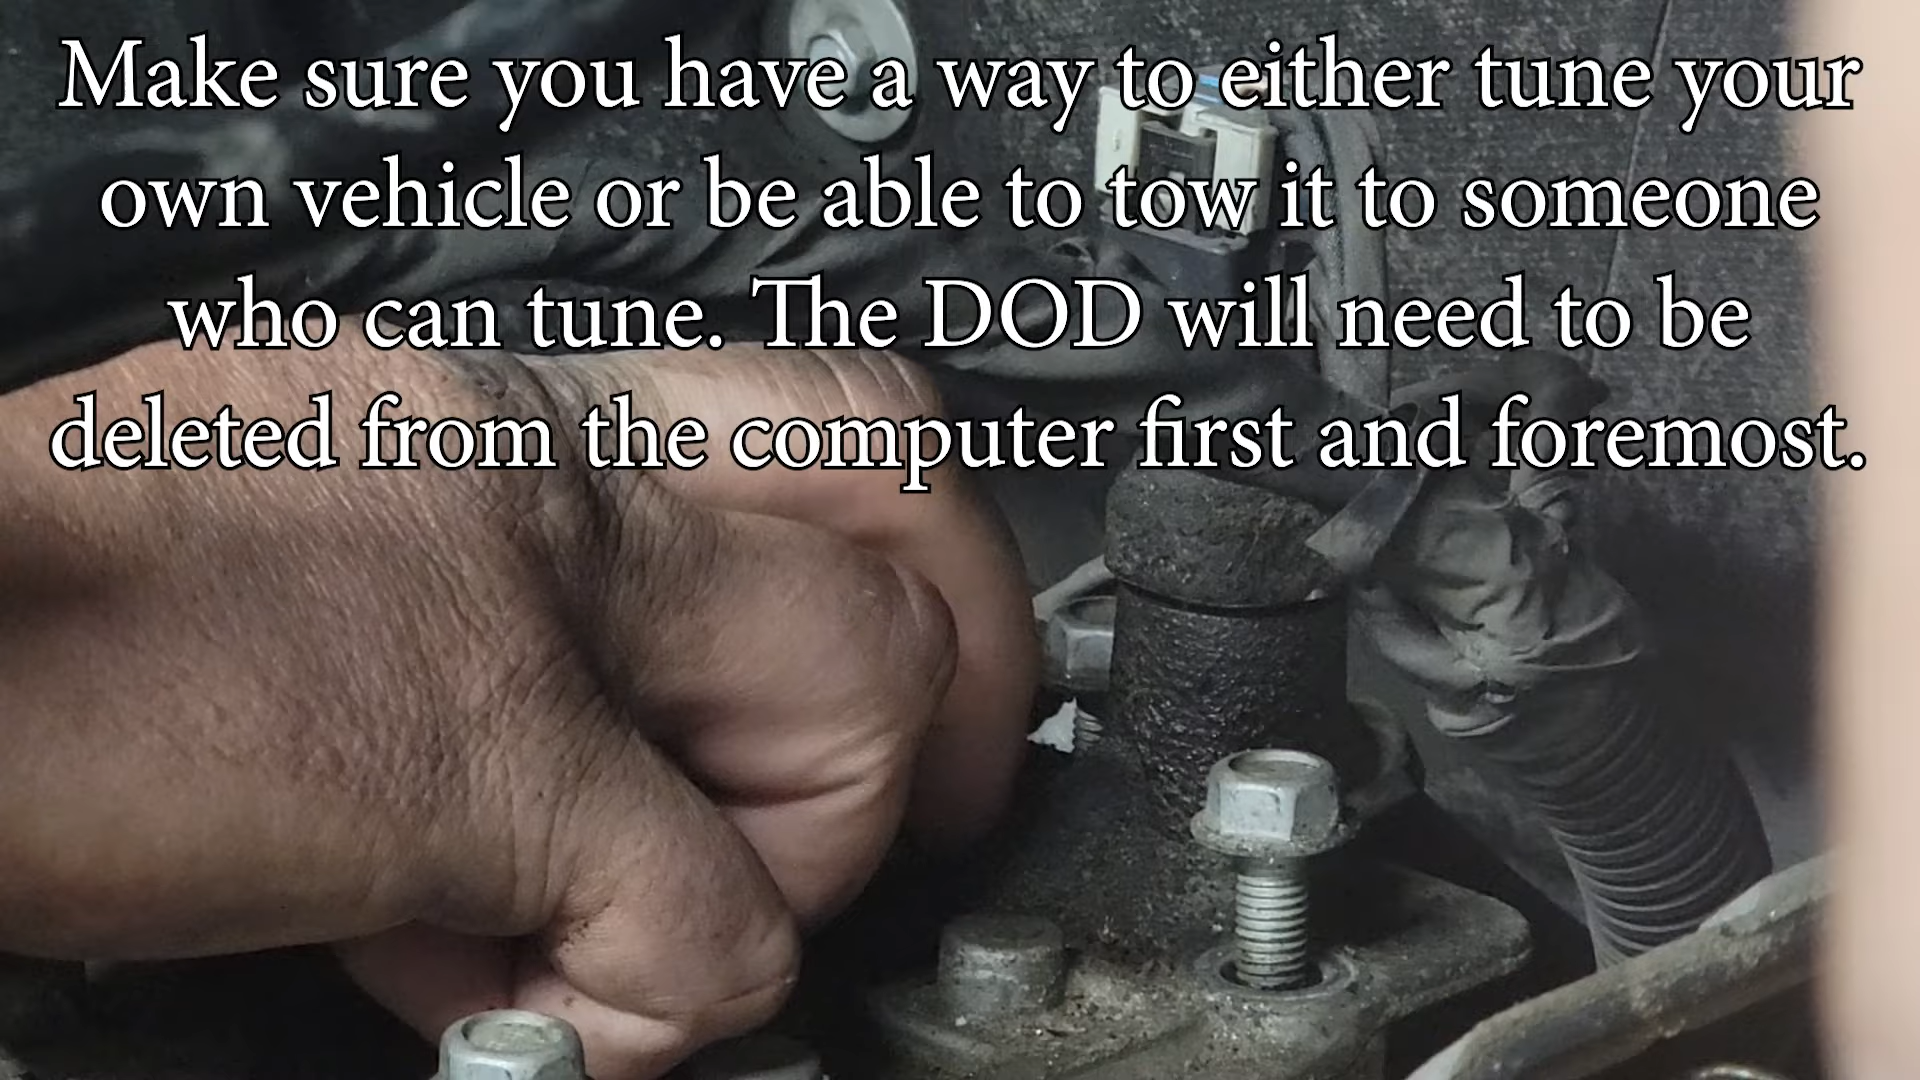 Make sure you have a way to either tune your
own vehicle or be able to tow it to someone
who can tune. The DOD will need to be
deleted from the computer first and foremost.